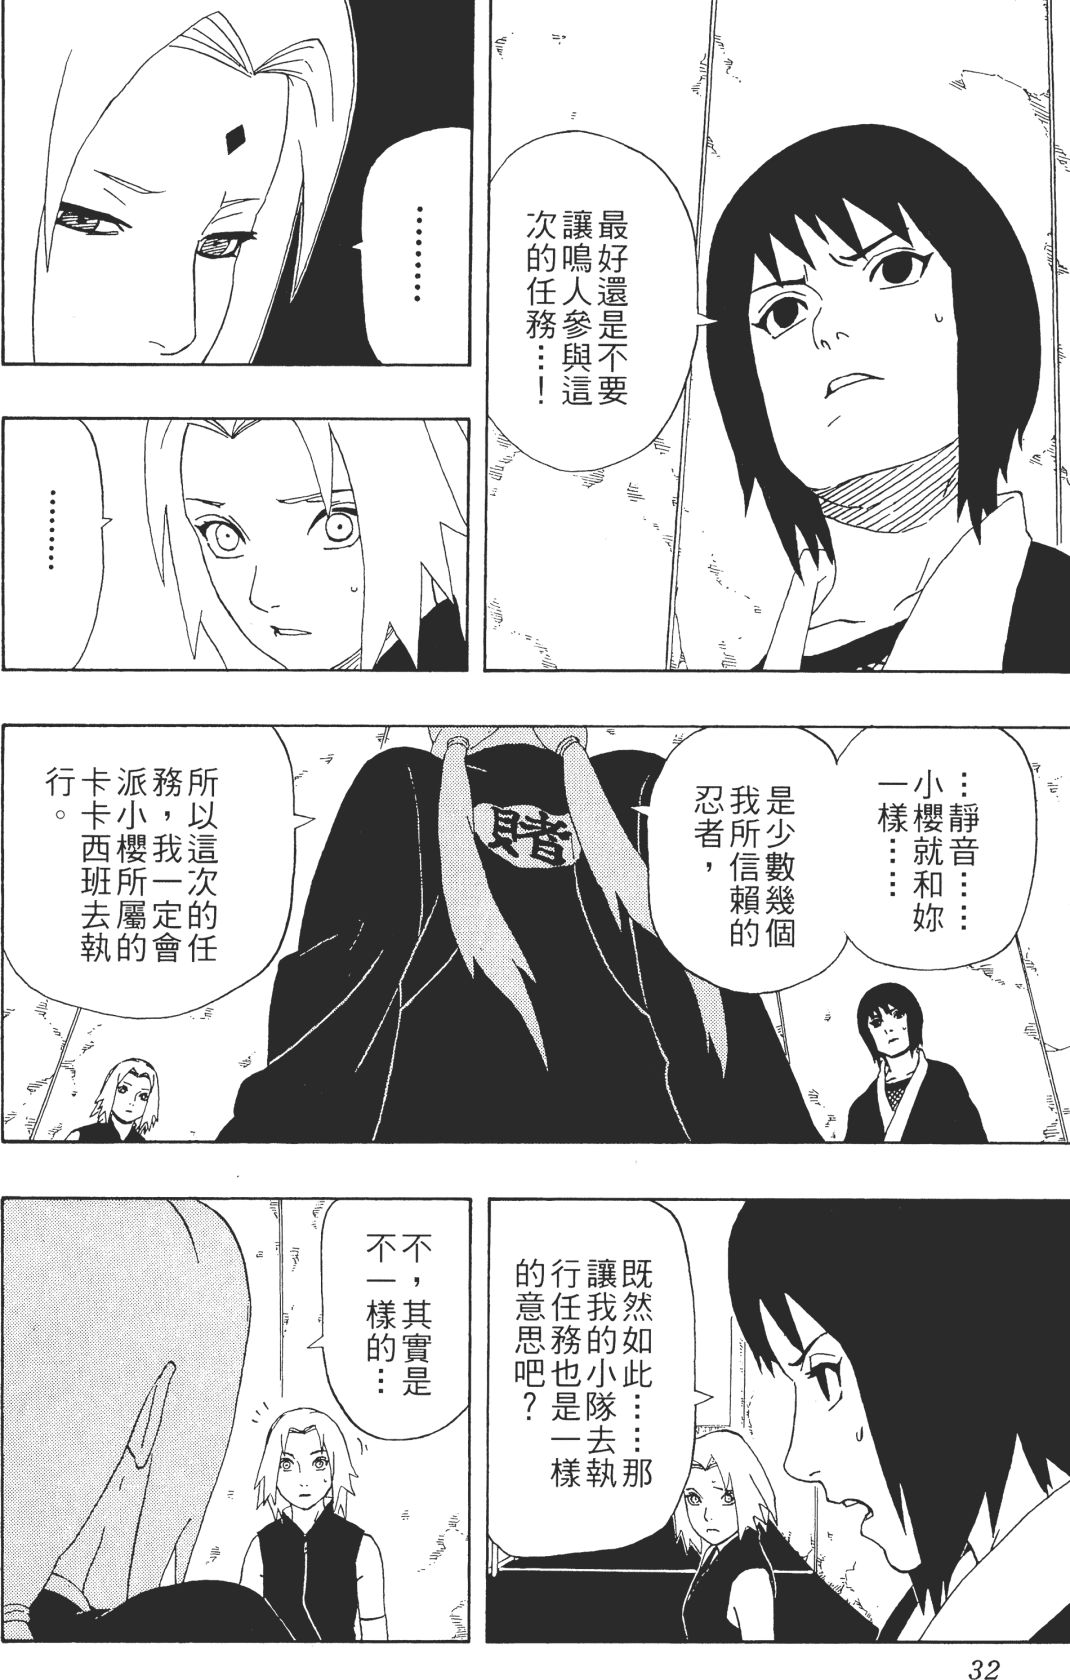 最好還是不要
讓鳴人參與這
次的任務…！
………
………
…靜音……
小櫻就和妳
一樣……
是少數幾個
我所信賴的
忍者，
賭
所以這次的任
務，我一定會
派小櫻所屬的
卡卡西班去執
行。
既然如此……那
讓我的小隊去執
行任務也是一樣
的意思吧？
不，其實是
不一樣的…
32